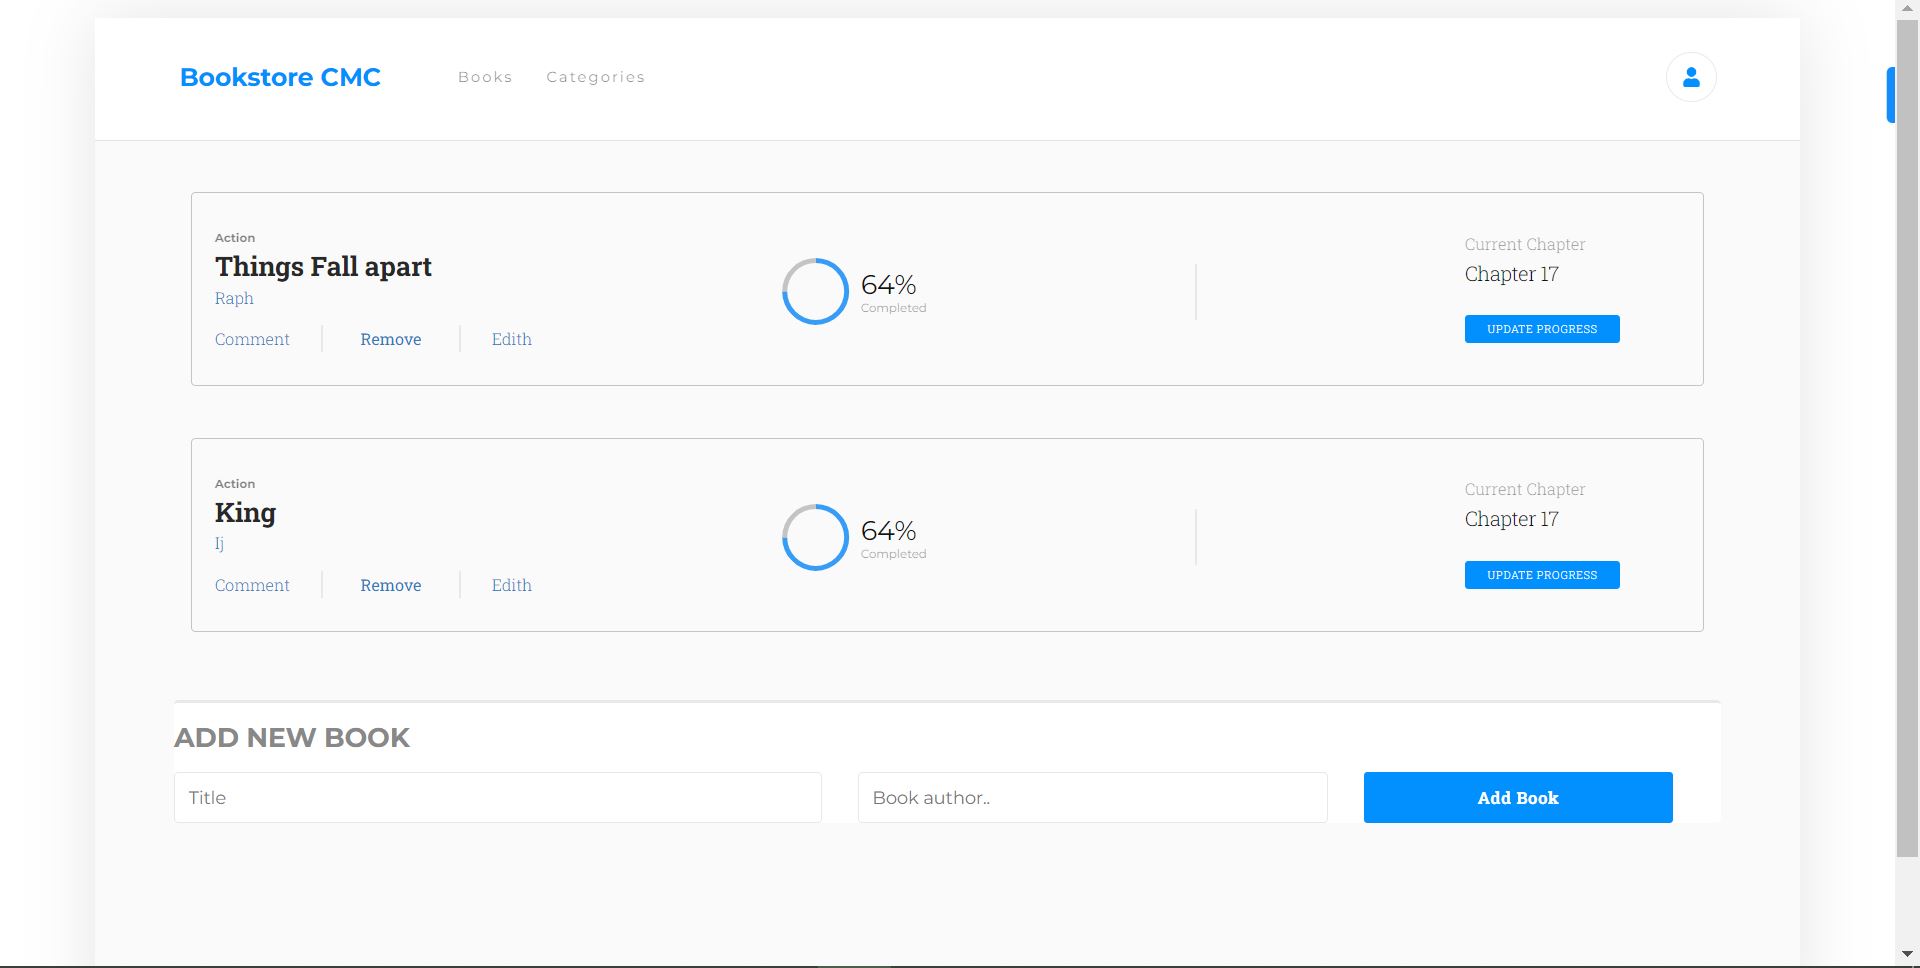 Bookstore CMC Books Categories
Action
Things Fall apart
Raph
Comment Remove Edith
64%
Completed
Current Chapter
Chapter 17
UPDATE PROGRESS
Action
King
Ij
Comment Remove Edith
64%
Completed
Current Chapter
Chapter 17
UPDATE PROGRESS
ADD NEW BOOK
Title Book author.. Add Book